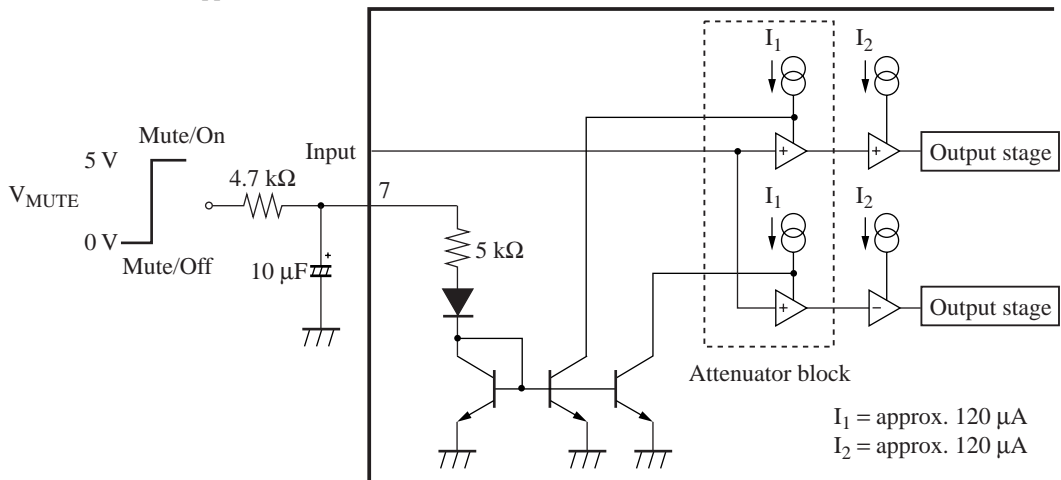 I1 I2
Mute/On
5 V
Input
+ + Output stage
4.7 kΩ
7
VMUTE
I1 I2
0 V
Mute/Off
10 µF
+
5 kΩ
+ − Output stage
Attenuator block
I1 = approx. 120 µA
I2 = approx. 120 µA